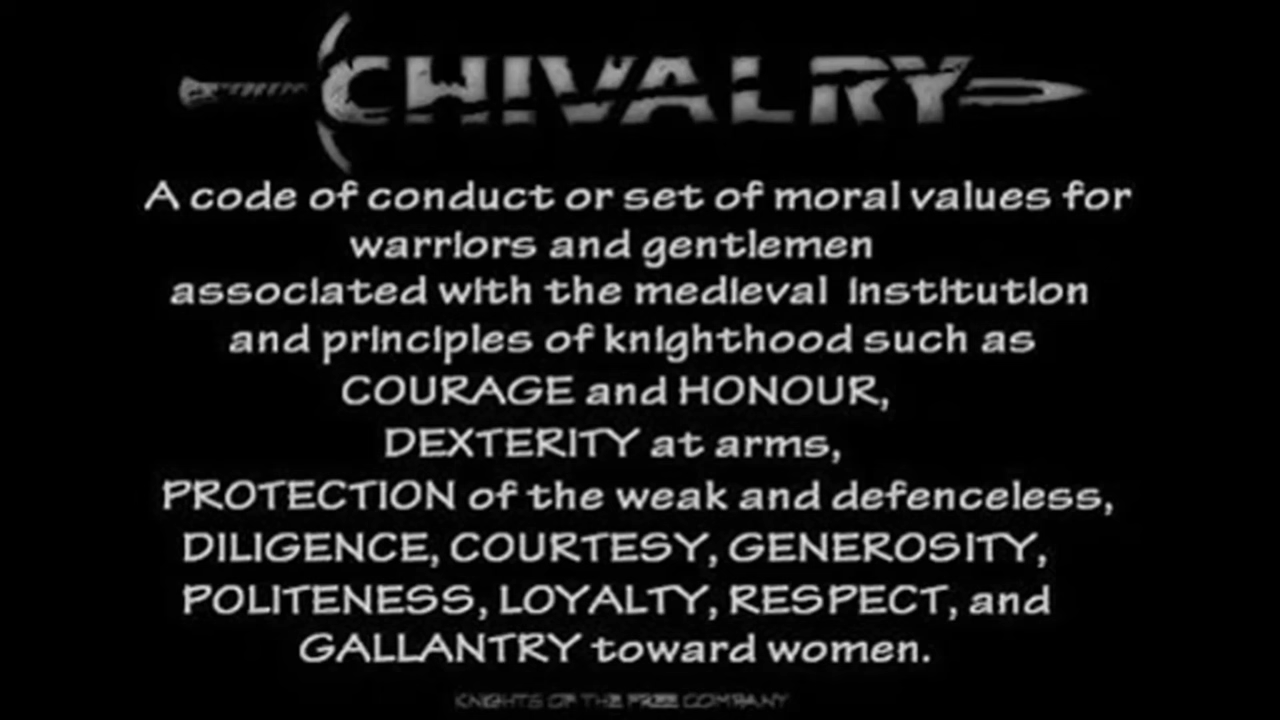 CHIVALRY
A code of conduct or set of moral values for
warriors and gentlemen
associated with the medieval institution
and principles of knighthood such as
COURAGE and HONOUR,
DEXTERITY at arms,
PROTECTION of the weak and defenceless,
DILIGENCE, COURTESY, GENEROSITY,
POLITENESS, LOYALTY, RESPECT, and
GALLANTRY toward women.
KNIGHTS OF THE FREE COMPANY